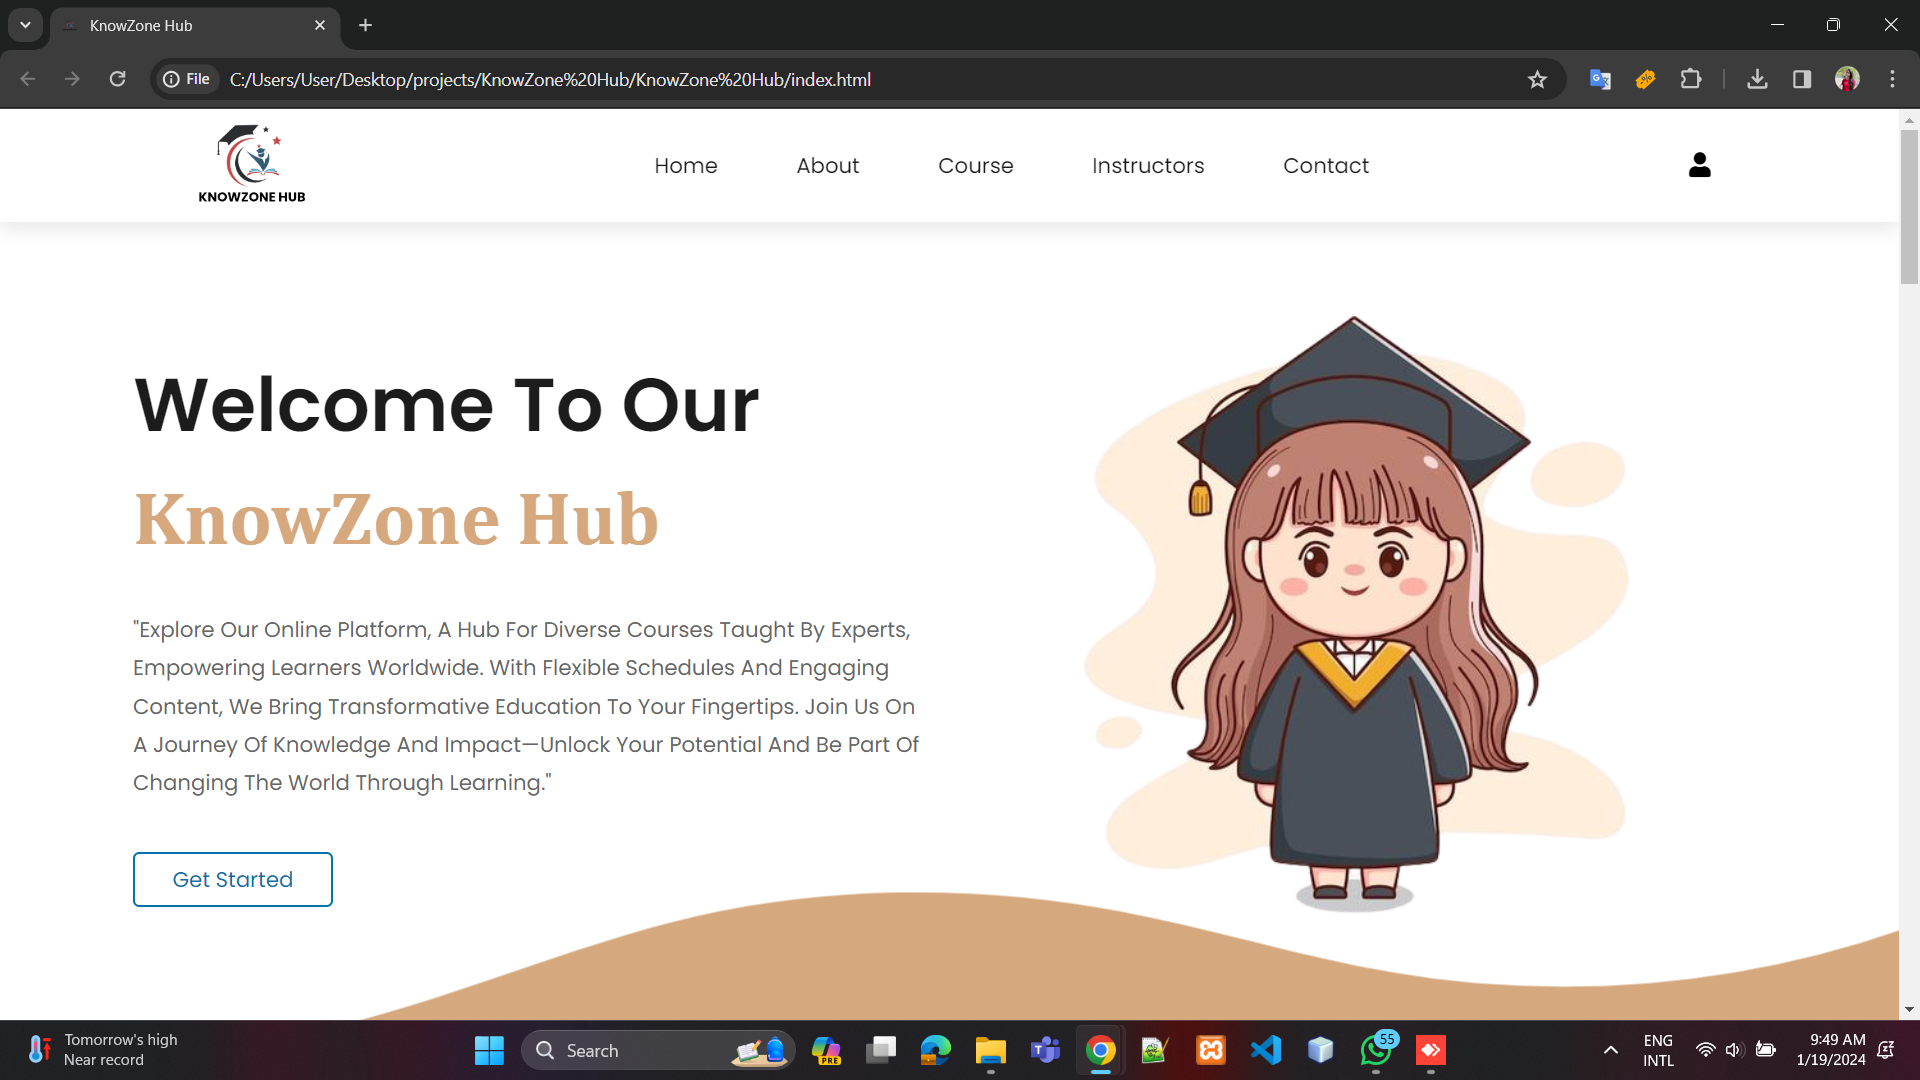 KnowZone Hub
File
C:/Users/User/Desktop/projects/KnowZone%20Hub/KnowZone%20Hub/index.html
KNOWZONE HUB
Home
About
Course
Instructors
Contact
Welcome To Our
KnowZone Hub
"Explore Our Online Platform, A Hub For Diverse Courses Taught By Experts,
Empowering Learners Worldwide. With Flexible Schedules And Engaging
Content, We Bring Transformative Education To Your Fingertips. Join Us On
A Journey Of Knowledge And Impact—Unlock Your Potential And Be Part Of
Changing The World Through Learning."
Get Started
Tomorrow's high
Near record
Search
PRE
55
ENG
INTL
9:49 AM
1/19/2024